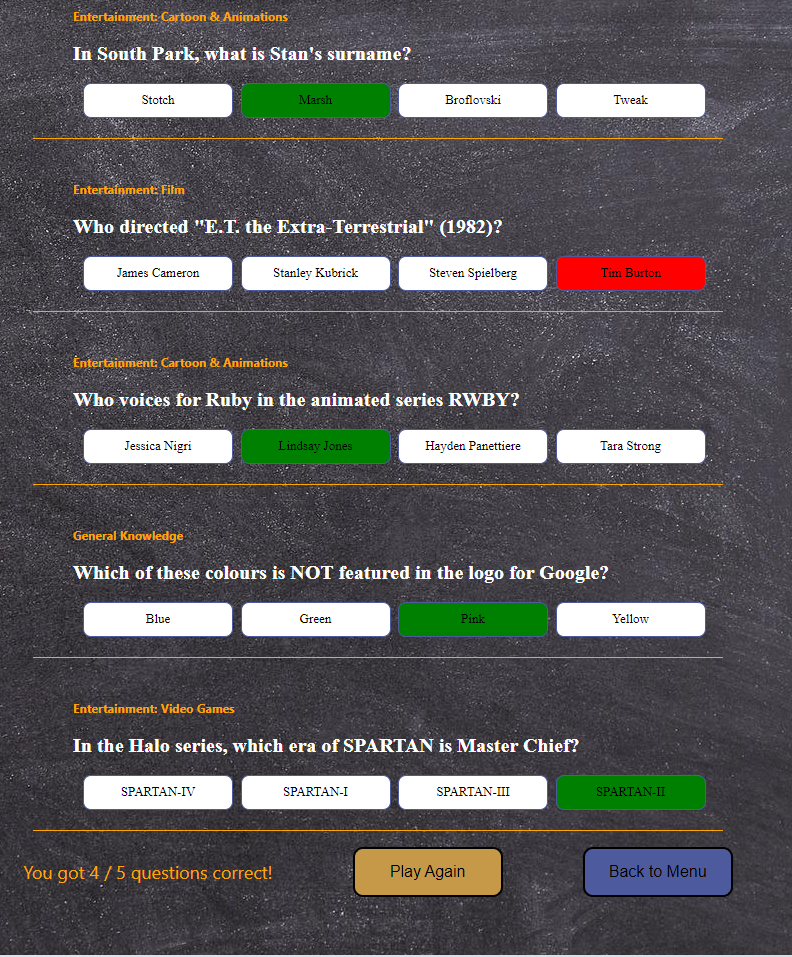 Entertainment: Cartoon & Animations
In South Park, what is Stan's surname?
Stotch Marsh Broflovski Tweak
Entertainment: Film
Who directed "E.T. the Extra-Terrestrial" (1982)?
James Cameron Stanley Kubrick Steven Spielberg Tim Burton
Entertainment: Cartoon & Animations
Who voices for Ruby in the animated series RWBY?
Jessica Nigri Lindsay Jones Hayden Panettiere Tara Strong
General Knowledge
Which of these colours is NOT featured in the logo for Google?
Blue Green Pink Yellow
Entertainment: Video Games
In the Halo series, which era of SPARTAN is Master Chief?
SPARTAN-IV SPARTAN-I SPARTAN-III SPARTAN-II
You got 4 / 5 questions correct! Play Again Back to Menu